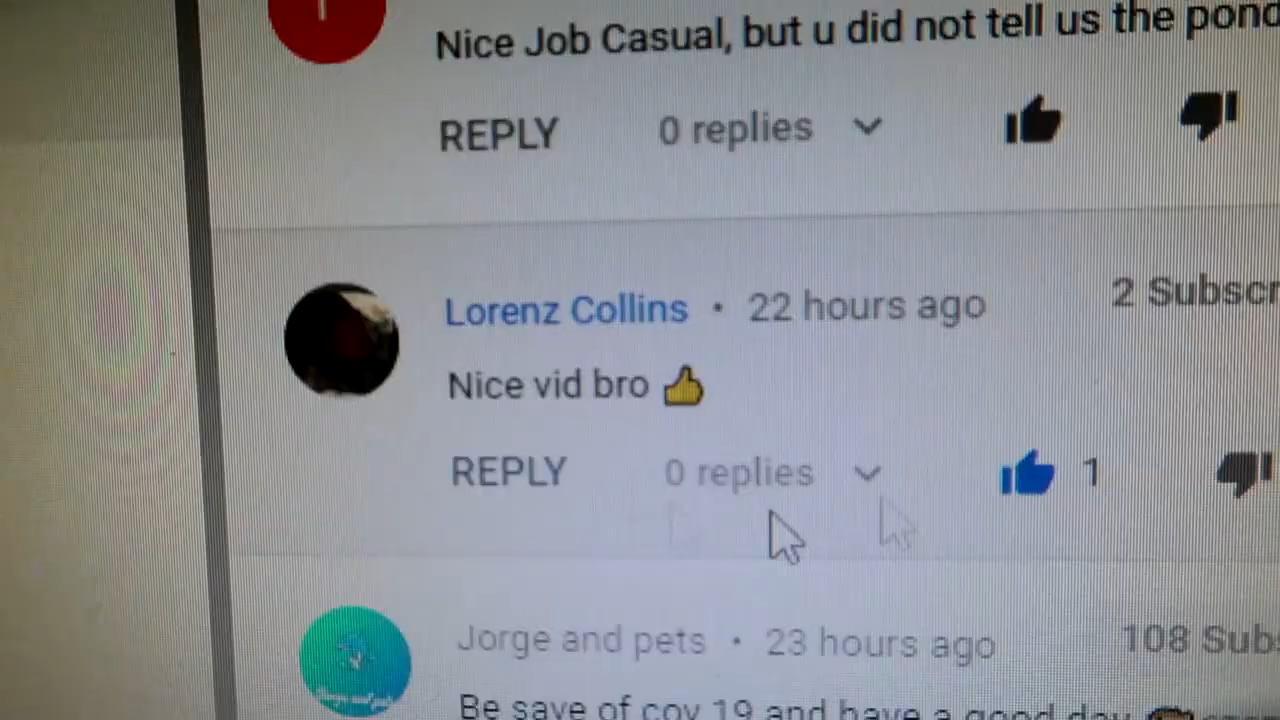 Nice Job Casual, but u did not tell us the pond
REPLY 0 replies
Lorenz Collins • 22 hours ago 2 Subscr
Nice vid bro 👍
REPLY 0 replies 1
Jorge and pets • 23 hours ago 108 Sub
Be save of cov 19 and have a good day